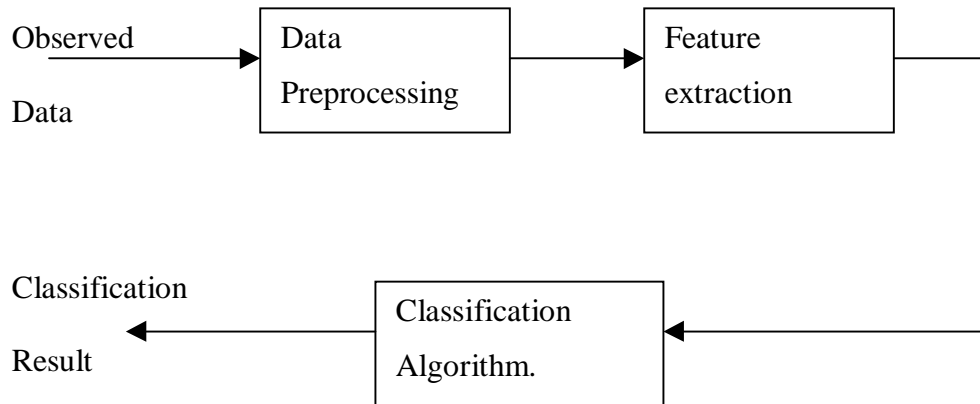 Observed
Data
Data
Preprocessing
Feature
extraction
Classification
Result
Classification
Algorithm.